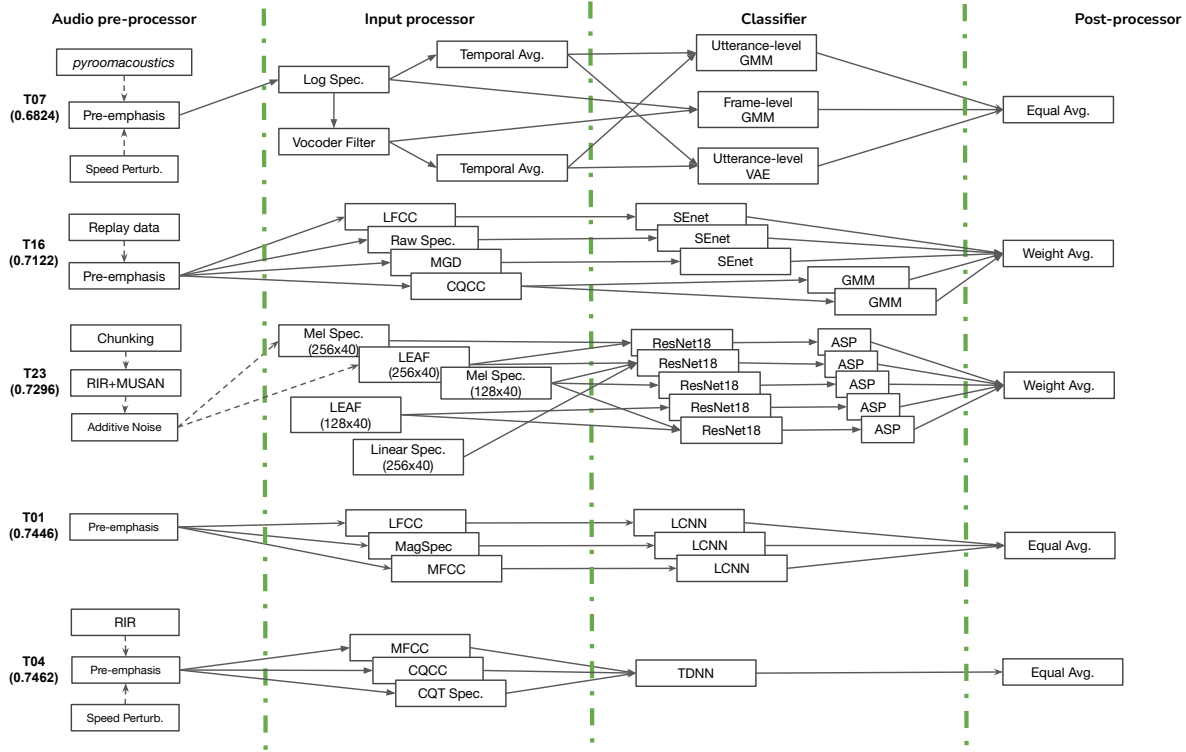 Audio pre-processor
Input processor
Classifier
Post-processor
T07
(0.6824)
pyroomacoustics
Pre-emphasis
Speed Perturb.
Log Spec.
Vocoder Filter
Temporal Avg.
Temporal Avg.
Utterance-level
GMM
Frame-level
GMM
Utterance-level
VAE
Equal Avg.
T16
(0.7122)
Replay data
Pre-emphasis
LFCC
Raw Spec.
MGD
CQCC
SEnet
SEnet
SEnet
GMM
GMM
Weight Avg.
T23
(0.7296)
Chunking
RIR+MUSAN
Additive Noise
Mel Spec.
(256x40)
LEAF
(256x40)
Mel Spec.
(128x40)
LEAF
(128x40)
Linear Spec.
(256x40)
ResNet18
ResNet18
ResNet18
ResNet18
ResNet18
ASP
ASP
ASP
ASP
ASP
Weight Avg.
T01
(0.7446)
Pre-emphasis
LFCC
MagSpec
MFCC
LCNN
LCNN
LCNN
Equal Avg.
T04
(0.7462)
RIR
Pre-emphasis
Speed Perturb.
MFCC
CQCC
CQT Spec.
TDNN
Equal Avg.